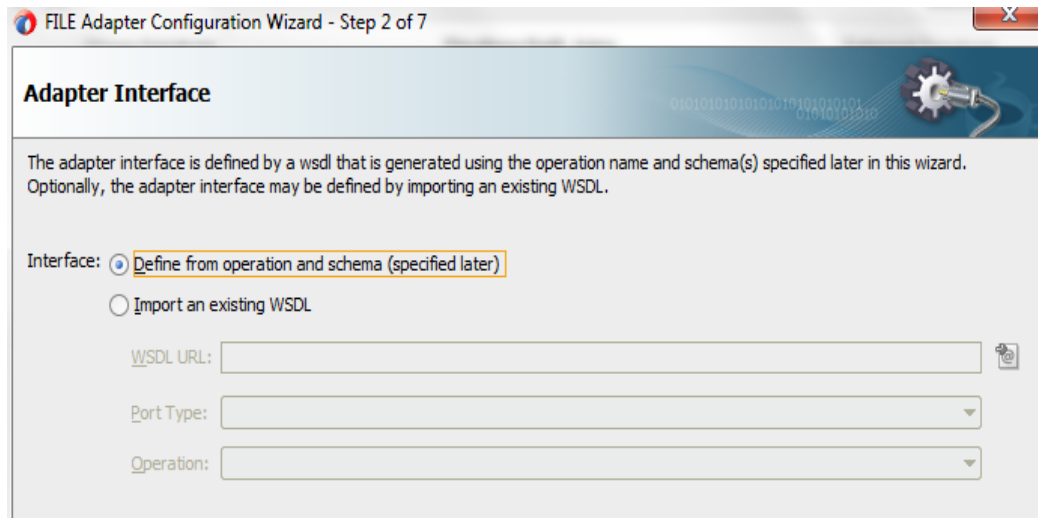 FILE Adapter Configuration Wizard - Step 2 of 7
Adapter Interface
The adapter interface is defined by a wsdl that is generated using the operation name and schema(s) specified later in this wizard.
Optionally, the adapter interface may be defined by importing an existing WSDL.
Interface: Define from operation and schema (specified later)
Import an existing WSDL
WSDL URL:
Port Type:
Operation: